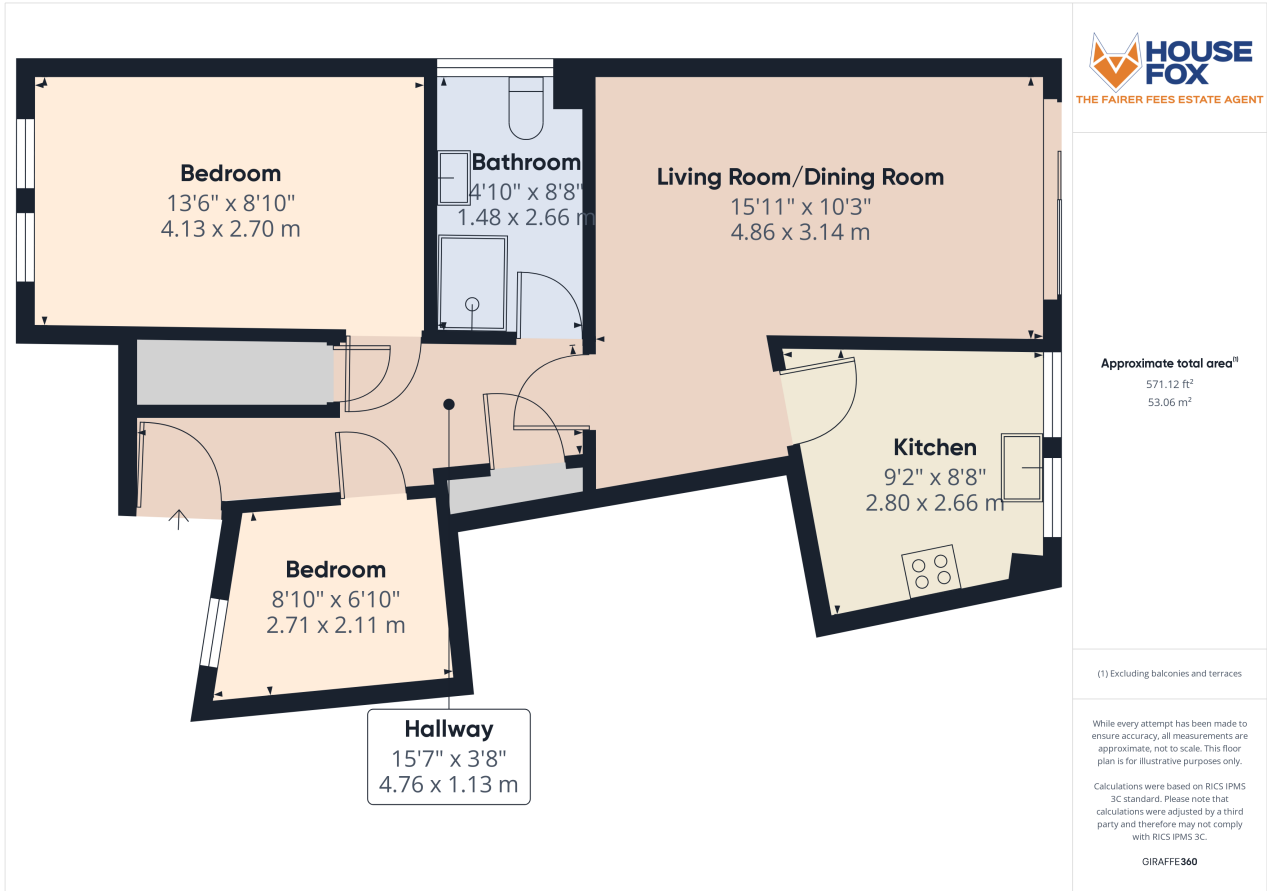 Bedroom
13'6" x 8'10"
4.13 x 2.70 m
Bathroom
4'10" x 8'8"
1.48 x 2.66 m
Living Room/Dining Room
15'11" x 10'3"
4.86 x 3.14 m
Kitchen
9'2" x 8'8"
2.80 x 2.66 m
Bedroom
8'10" x 6'10"
2.71 x 2.11 m
Hallway
15'7" x 3'8"
4.76 x 1.13 m
HOUSE
FOX
THE FAIRER FEES ESTATE AGENT
Approximate total area(1)
571.12 ft²
53.06 m²
(1) Excluding balconies and terraces
While every attempt has been made to
ensure accuracy, all measurements are
approximate, not to scale. This floor
plan is for illustrative purposes only.
Calculations were based on RICS IPMS
3C standard. Please note that
calculations were adjusted by a third
party and therefore may not comply
with RICS IPMS 3C.
GIRAFFE360